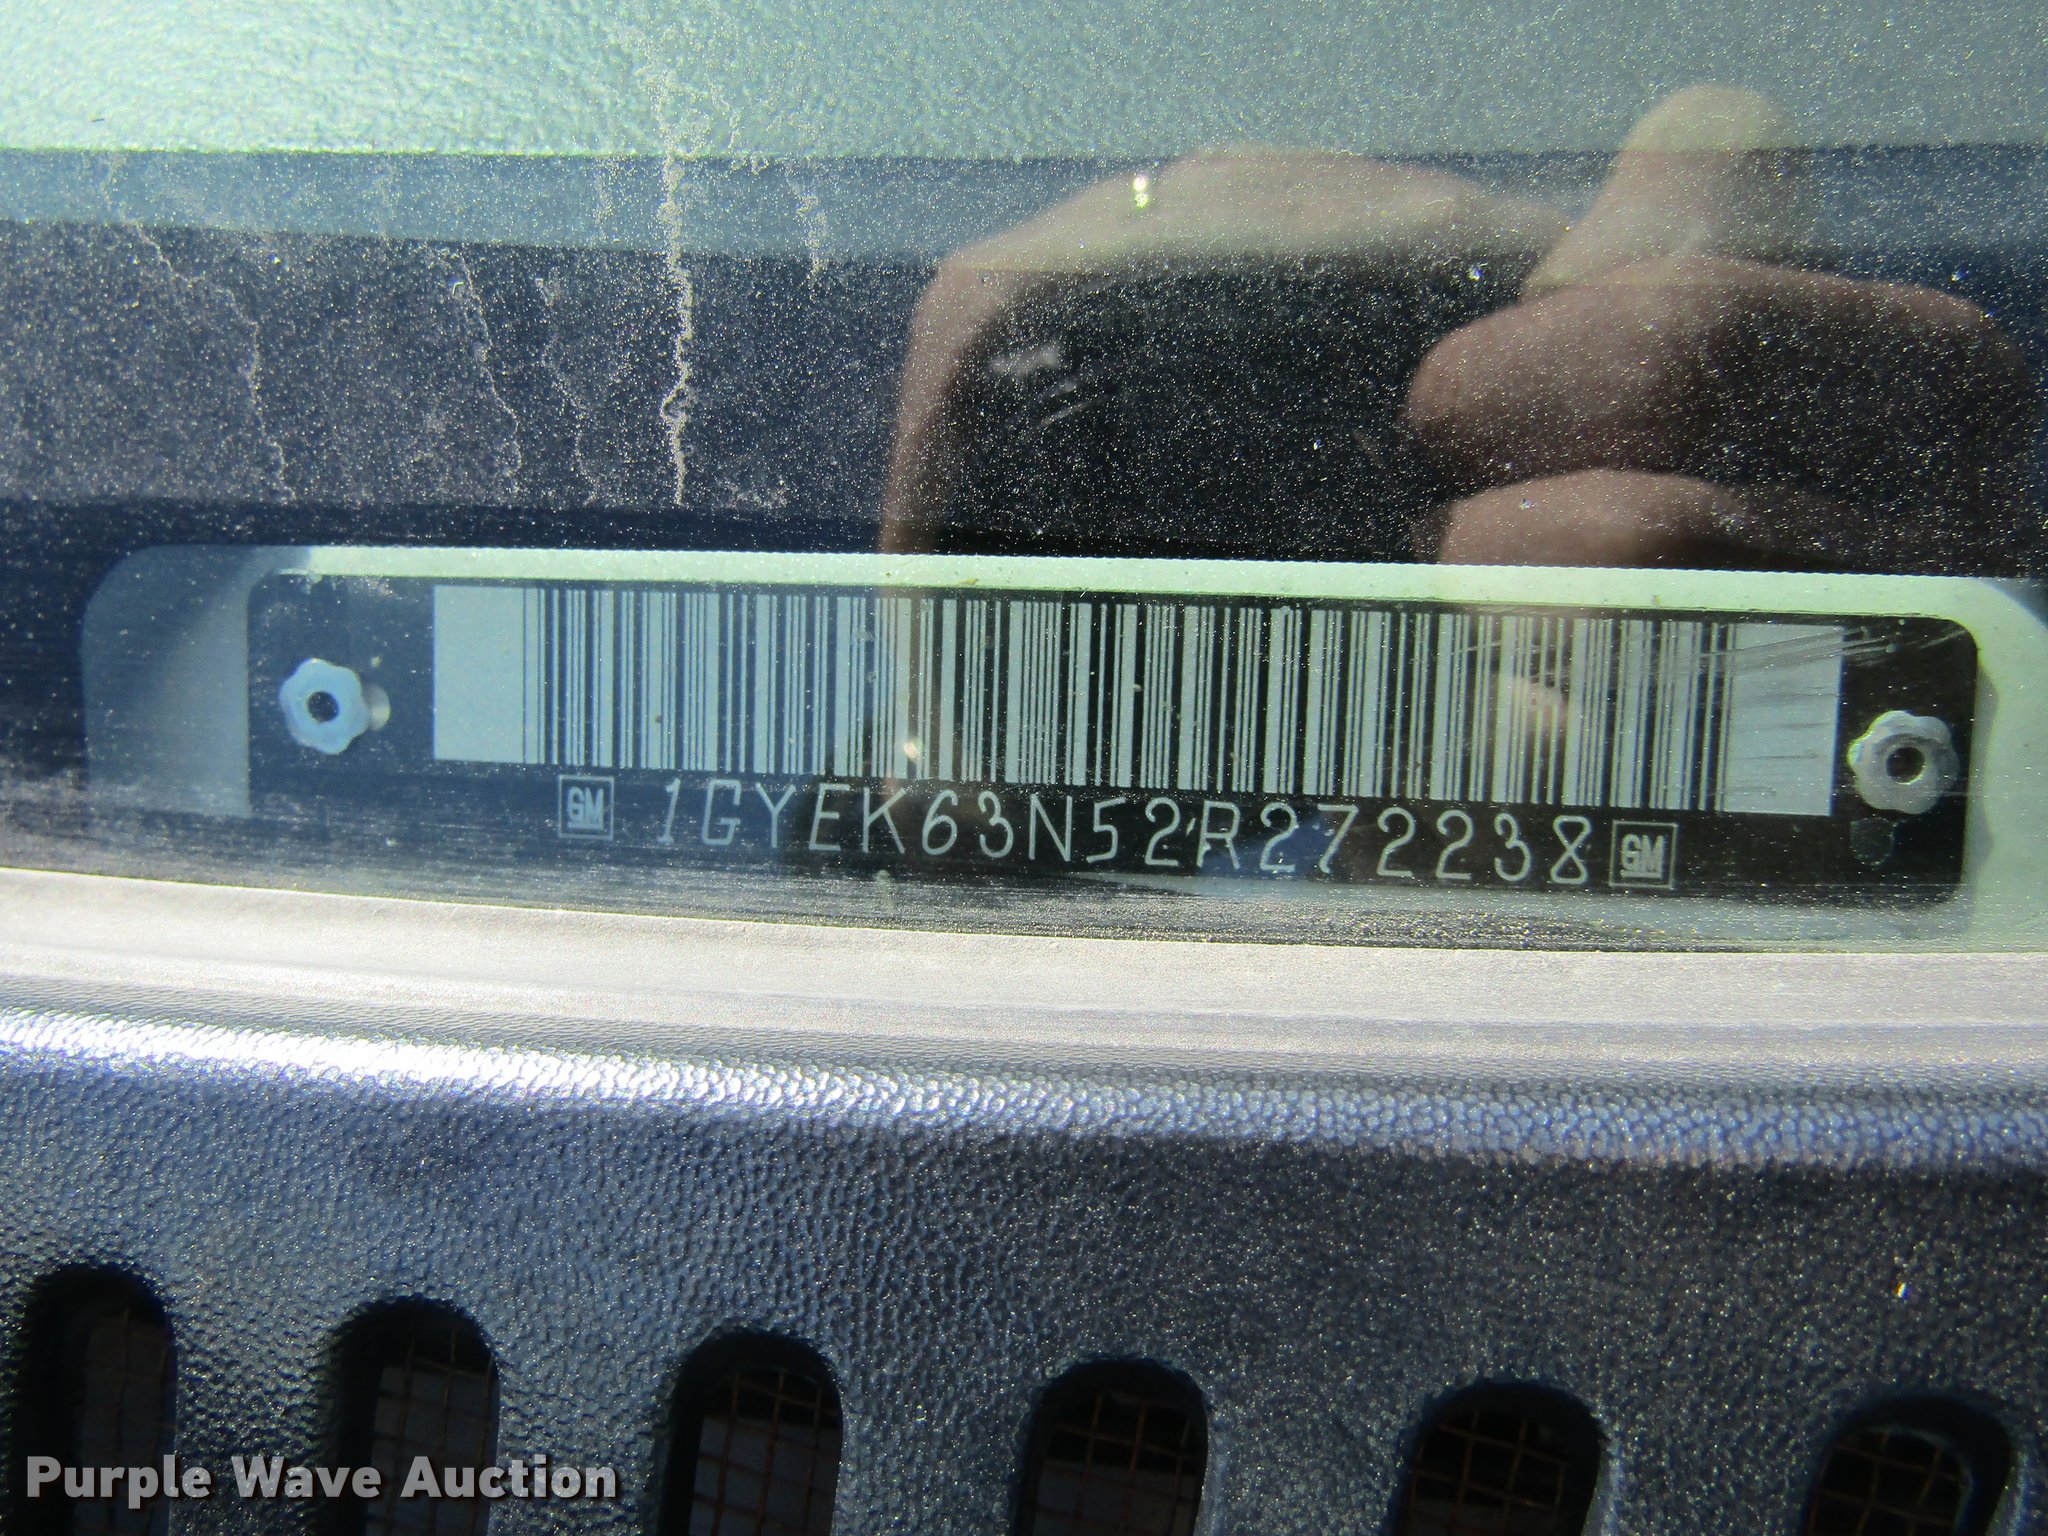 GM 1GYEK63N52R272238 GM
Purple Wave Auction